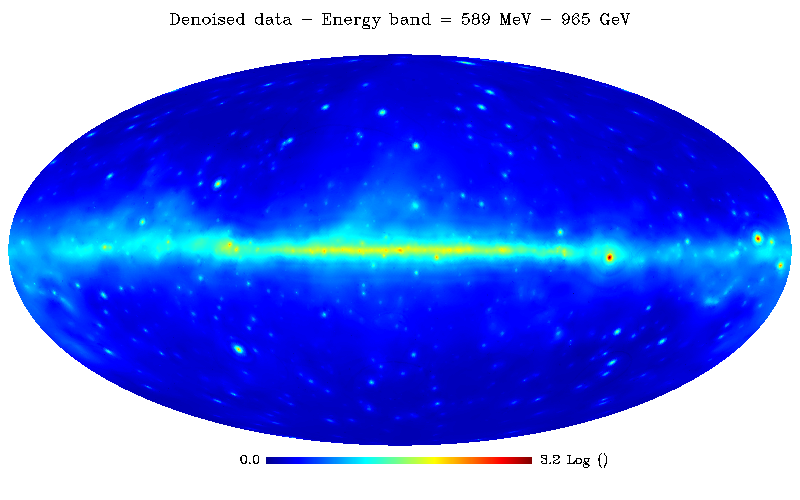 Denoised data − Energy band = 589 MeV − 965 GeV
0.0 3.2 Log ()